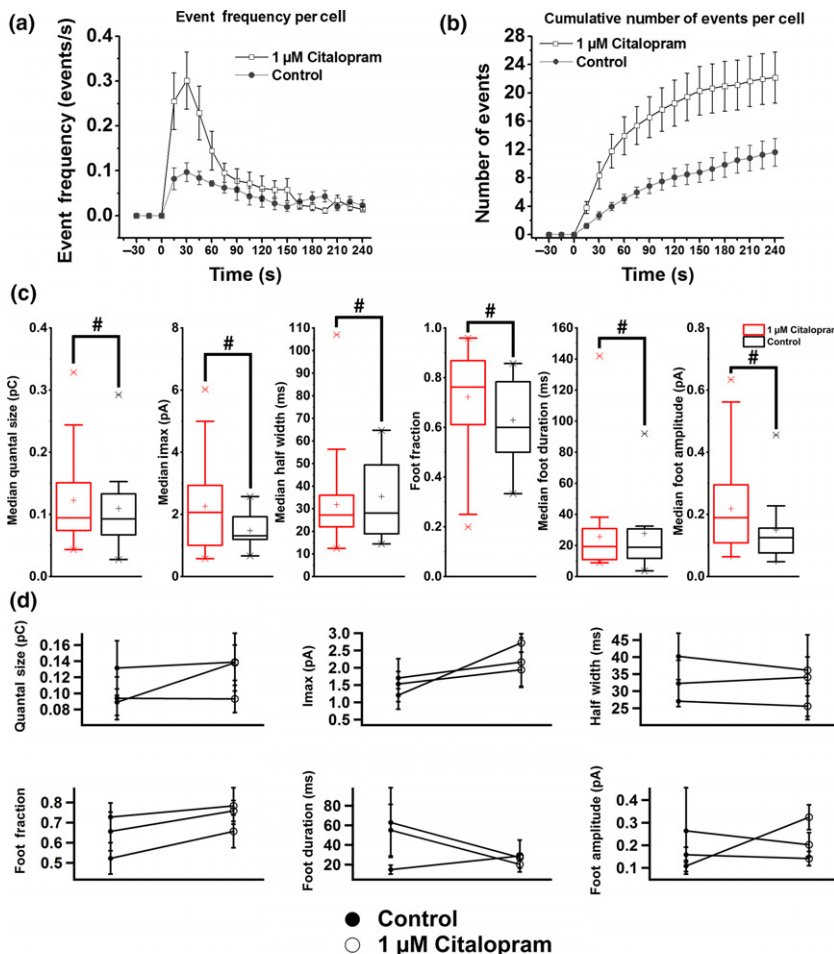 (a)
Event frequency per cell
Event frequency (events/s)
0.4
0.3
0.2
0.1
0.0
1 µM Citalopram
Control
−30 0 30 60 90 120 150 180 210 240
Time (s)
(b)
Cumulative number of events per cell
Number of events
28
24
20
16
12
8
4
0
1 µM Citalopram
Control
−30 0 30 60 90 120 150 180 210 240
Time (s)
(c)
Median quantal size (pC)
0.4
0.3
0.2
0.1
0.0
#
Median imax (pA)
8
6
4
2
0
#
Median half width (ms)
110
100
90
80
70
60
50
40
30
20
10
0
#
Foot fraction
1.0
0.8
0.6
0.4
0.2
0.0
#
Median foot duration (ms)
160
140
120
100
80
60
40
20
0
#
Median foot amplitude (pA)
0.8
0.6
0.4
0.2
0.0
#
1 µM Citalopram
Control
(d)
Quantal size (pC)
0.16
0.14
0.12
0.10
0.08
Imax (pA)
3.0
2.5
2.0
1.5
1.0
0.5
Half width (ms)
45
40
35
30
25
Foot fraction
0.8
0.7
0.6
0.5
Foot duration (ms)
80
60
40
20
Foot amplitude (pA)
0.4
0.3
0.2
0.1
Control
1 µM Citalopram